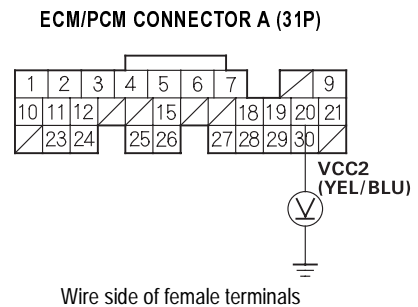 ECM/PCM CONNECTOR A (31P)
1 2 3 4 5 6 7 9
10 11 12 15 18 19 20 21
23 24 25 26 27 28 29 30
VCC2
(YEL/BLU)
V
Wire side of female terminals